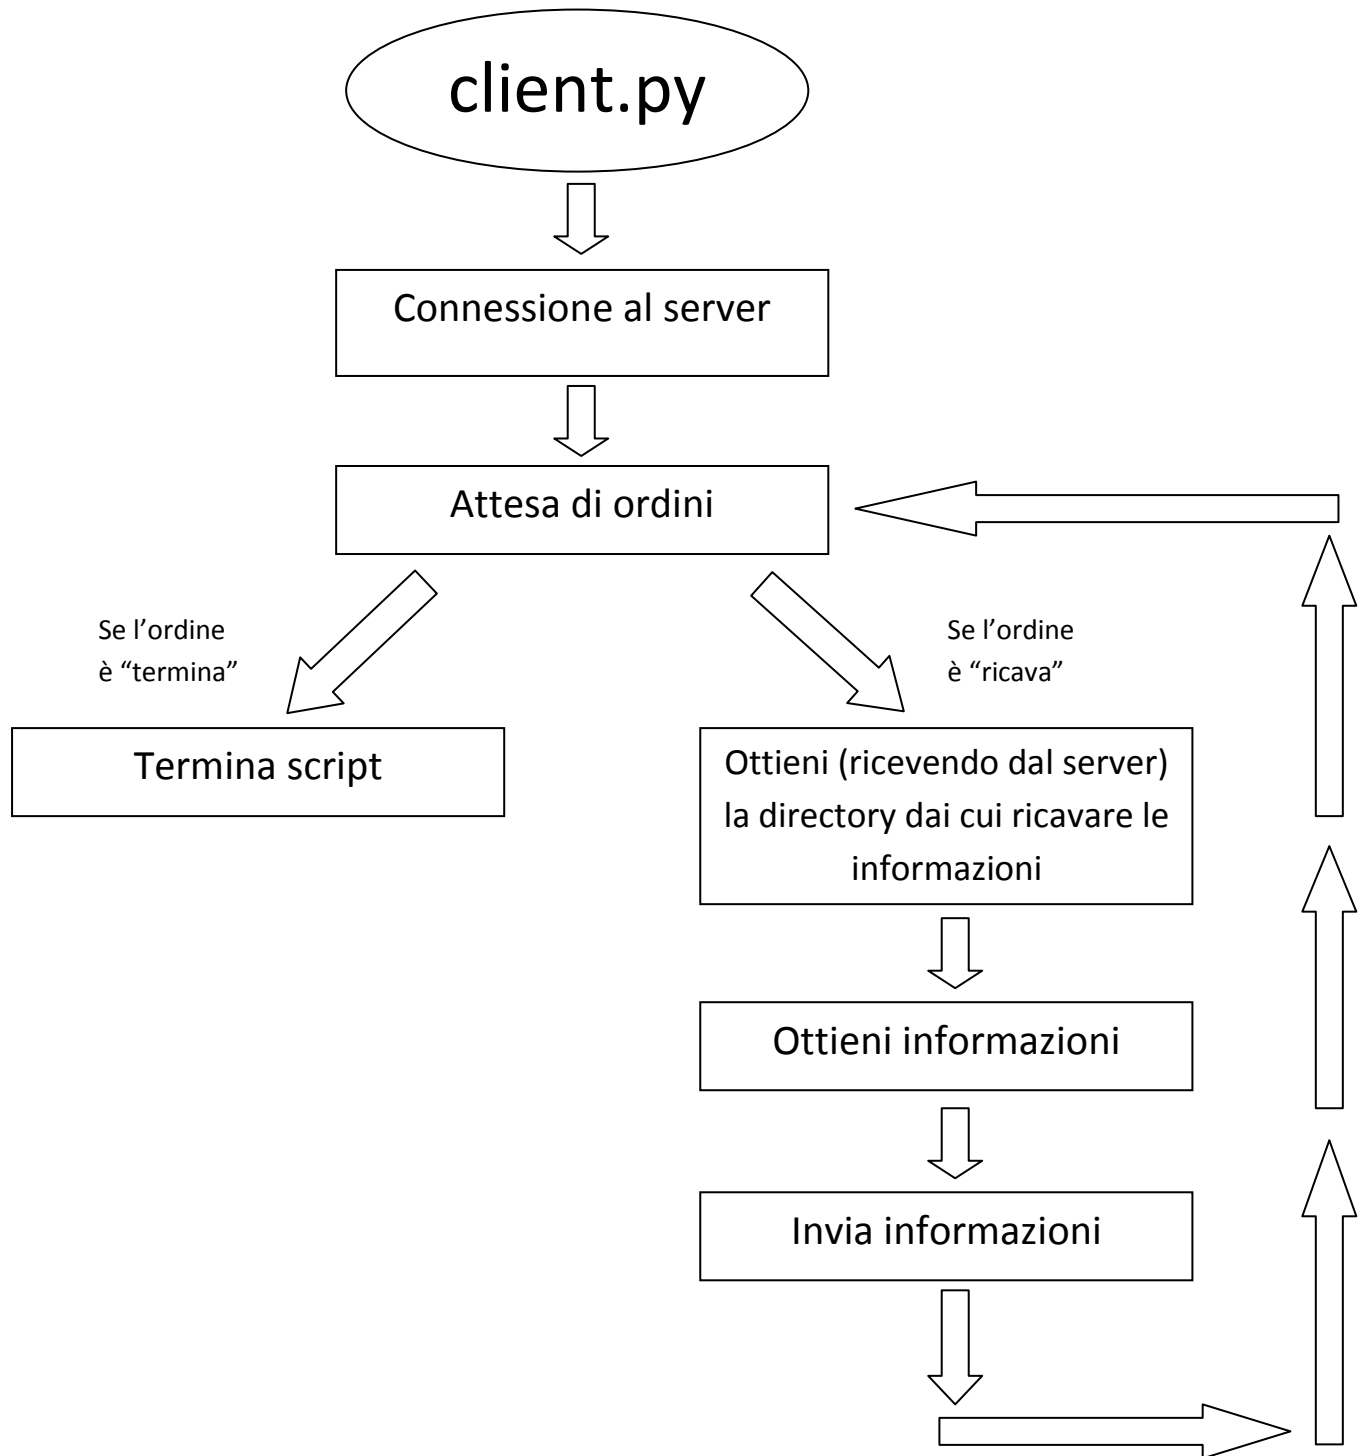 client.py
Connessione al server
Attesa di ordini
Se l’ordine
è “termina”
Se l’ordine
è “ricava”
Termina script
Ottieni (ricevendo dal server)
la directory dai cui ricavare le
informazioni
Ottieni informazioni
Invia informazioni